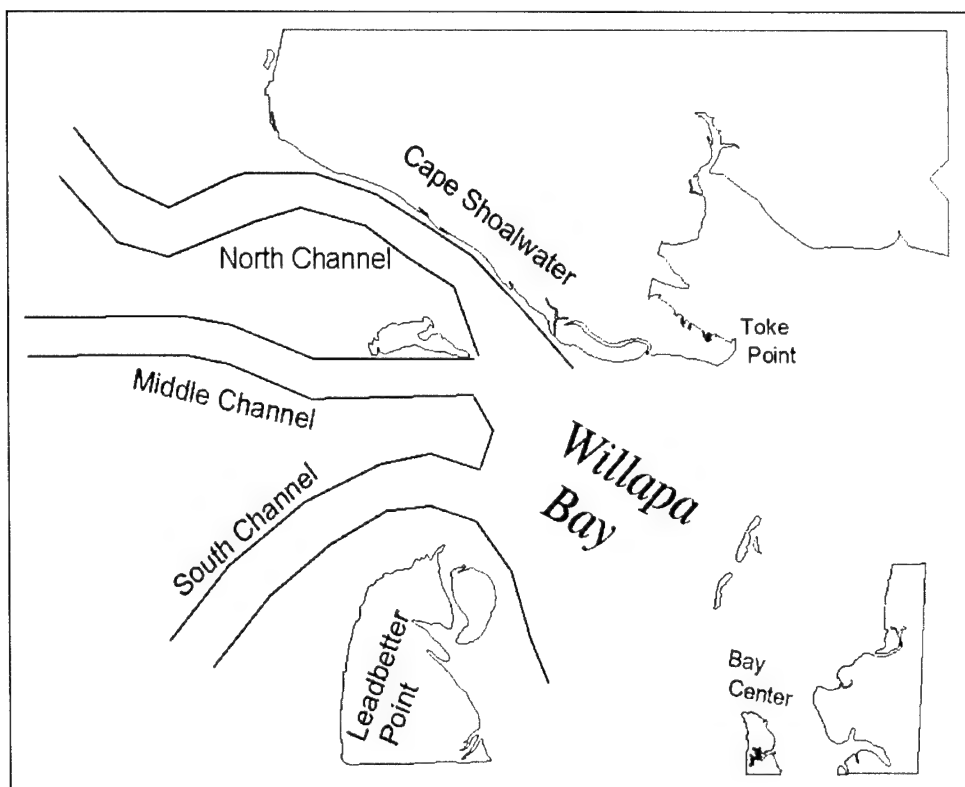 Cape Shoalwater
North Channel
Toke
Point
Middle Channel
Willapa
Bay
South Channel
Leadbetter
Point
Bay
Center